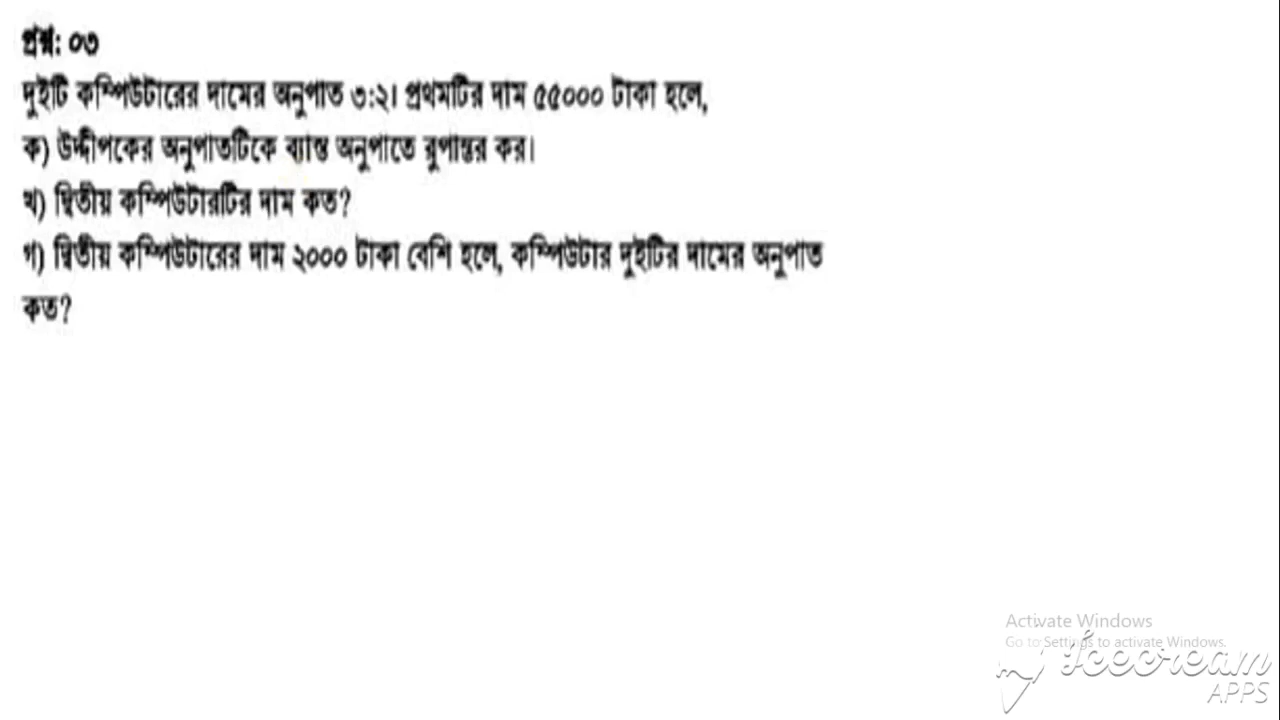 প্রশ্ন: ০৩
দুইটি কম্পিউটারের দামের অনুপাত ৩:২। প্রথমটির দাম ৫৫০০০ টাকা হলে,
ক) উদ্দীপকের অনুপাতটিকে ব্যাস্ত অনুপাতে রুপান্তর কর।
খ) দ্বিতীয় কম্পিউটারটির দাম কত?
গ) দ্বিতীয় কম্পিউটারের দাম ২০০০ টাকা বেশি হলে, কম্পিউটার দুইটির দামের অনুপাত
কত?
Activate Windows
Go to Settings to activate Windows.
Icecream
APPS